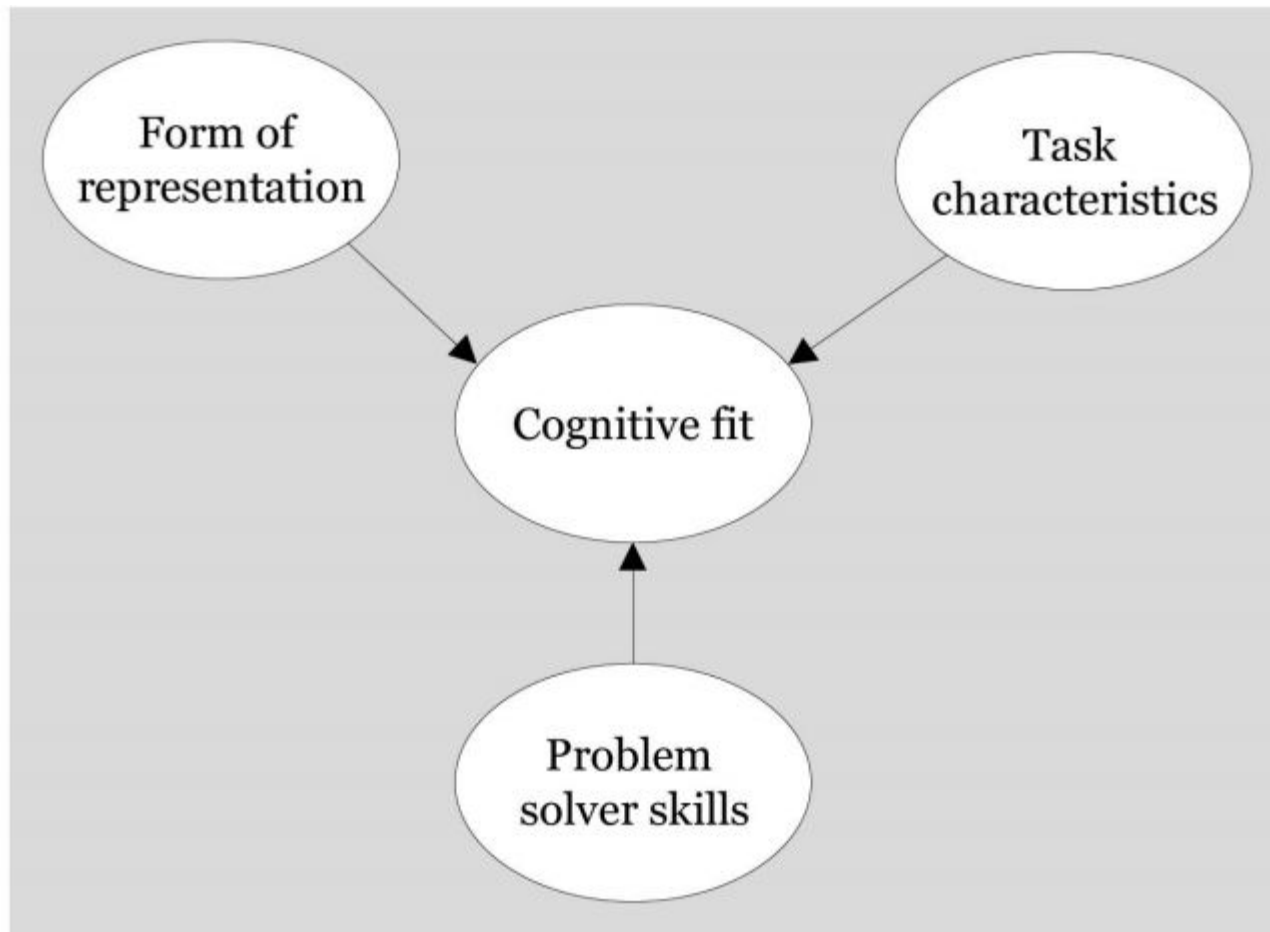 Form of
representation
Task
characteristics
Cognitive fit
Problem
solver skills